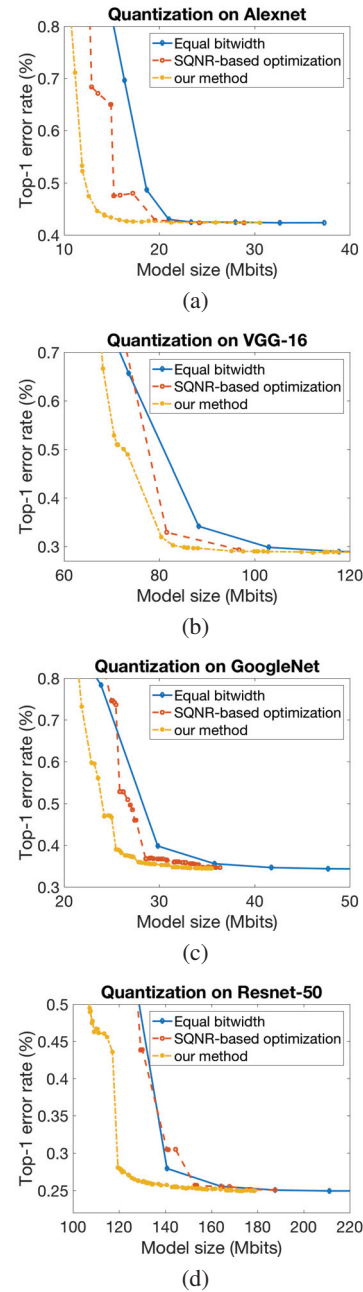 Quantization on Alexnet
Top-1 error rate (%)
0.8
0.7
0.6
0.5
0.4
Equal bitwidth
SQNR-based optimization
our method
10 20 30 40
Model size (Mbits)
(a)
Quantization on VGG-16
Top-1 error rate (%)
0.7
0.6
0.5
0.4
0.3
Equal bitwidth
SQNR-based optimization
our method
60 80 100 120
Model size (Mbits)
(b)
Quantization on GoogleNet
Top-1 error rate (%)
0.8
0.7
0.6
0.5
0.4
0.3
Equal bitwidth
SQNR-based optimization
our method
20 30 40 50
Model size (Mbits)
(c)
Quantization on Resnet-50
Top-1 error rate (%)
0.5
0.45
0.4
0.35
0.3
0.25
Equal bitwidth
SQNR-based optimization
our method
100 120 140 160 180 200 220
Model size (Mbits)
(d)